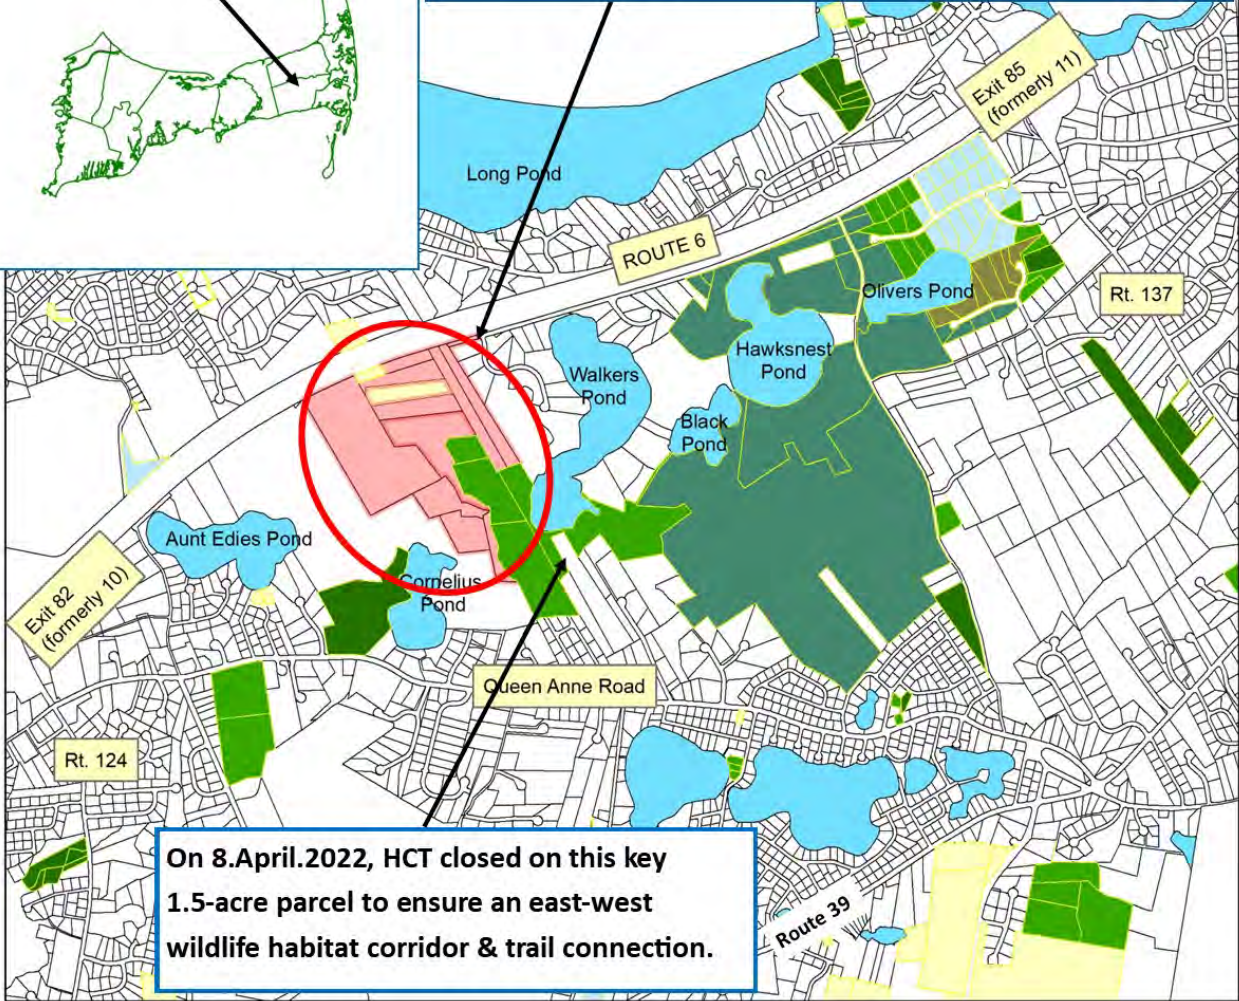 Exit 85
(formerly 11)
Long Pond
ROUTE 6
Olivers Pond
Rt. 137
Hawksnest
Pond
Walkers
Pond
Black
Pond
Aunt Edies Pond
Cornelius
Pond
Exit 82
(formerly 10)
Queen Anne Road
Rt. 124
On 8.April.2022, HCT closed on this key
1.5-acre parcel to ensure an east-west
wildlife habitat corridor & trail connection.
Route 39